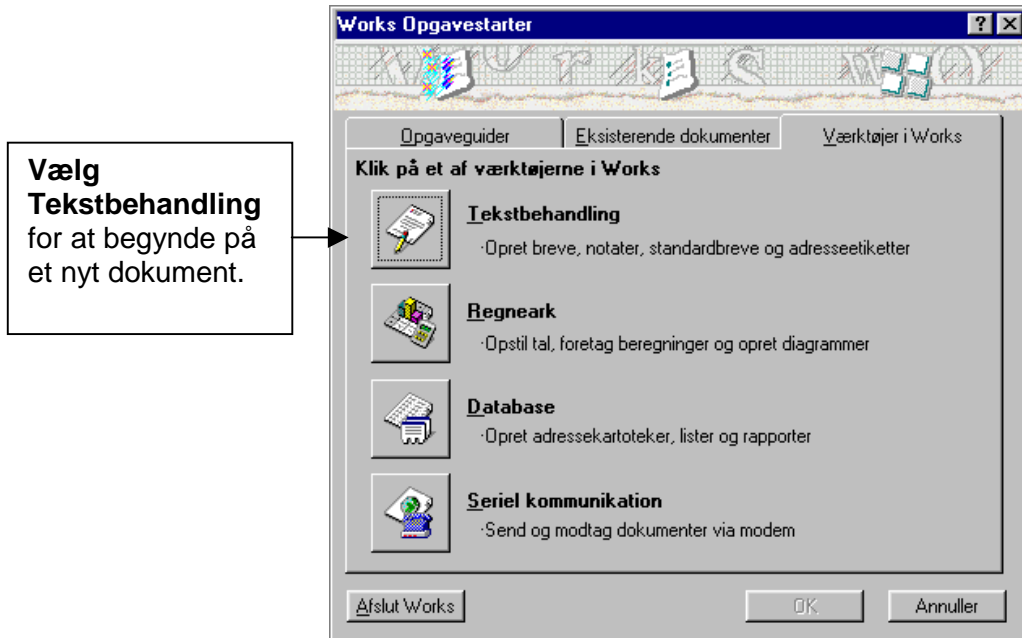 Works Opgavestarter
Works
Opgaveguider
Eksisterende dokumenter
Værktøjer i Works
Vælg
Tekstbehandling
for at begynde på
et nyt dokument.
Klik på et af værktøjerne i Works
Tekstbehandling
·Opret breve, notater, standardbreve og adresseetiketter
Regneark
·Opstil tal, foretag beregninger og opret diagrammer
Database
·Opret adressekartoteker, lister og rapporter
Seriel kommunikation
·Send og modtag dokumenter via modem
Afslut Works
OK
Annuller